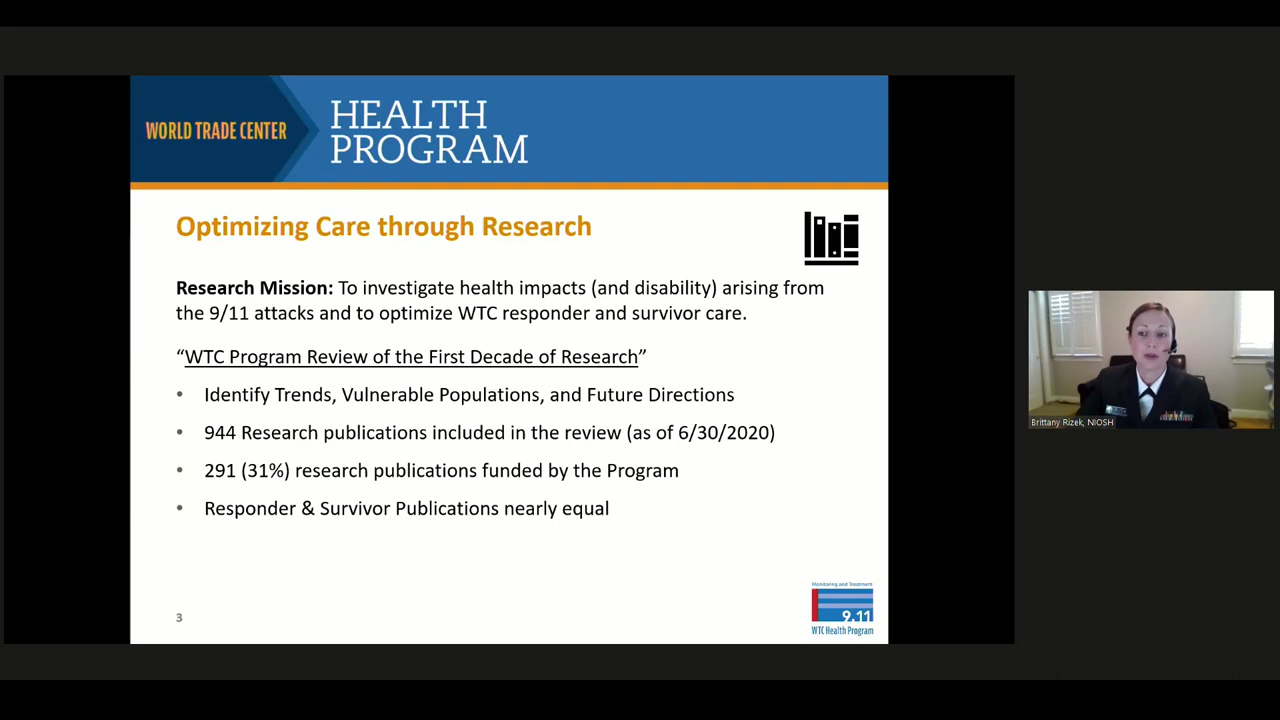 WORLD TRADE CENTER
HEALTH
PROGRAM
Optimizing Care through Research
Research Mission: To investigate health impacts (and disability) arising from
the 9/11 attacks and to optimize WTC responder and survivor care.
“WTC Program Review of the First Decade of Research”
• Identify Trends, Vulnerable Populations, and Future Directions
• 944 Research publications included in the review (as of 6/30/2020)
• 291 (31%) research publications funded by the Program
• Responder & Survivor Publications nearly equal
3
Monitoring and Treatment
9.11
WTC Health Program
Brittany Rizek, NIOSH